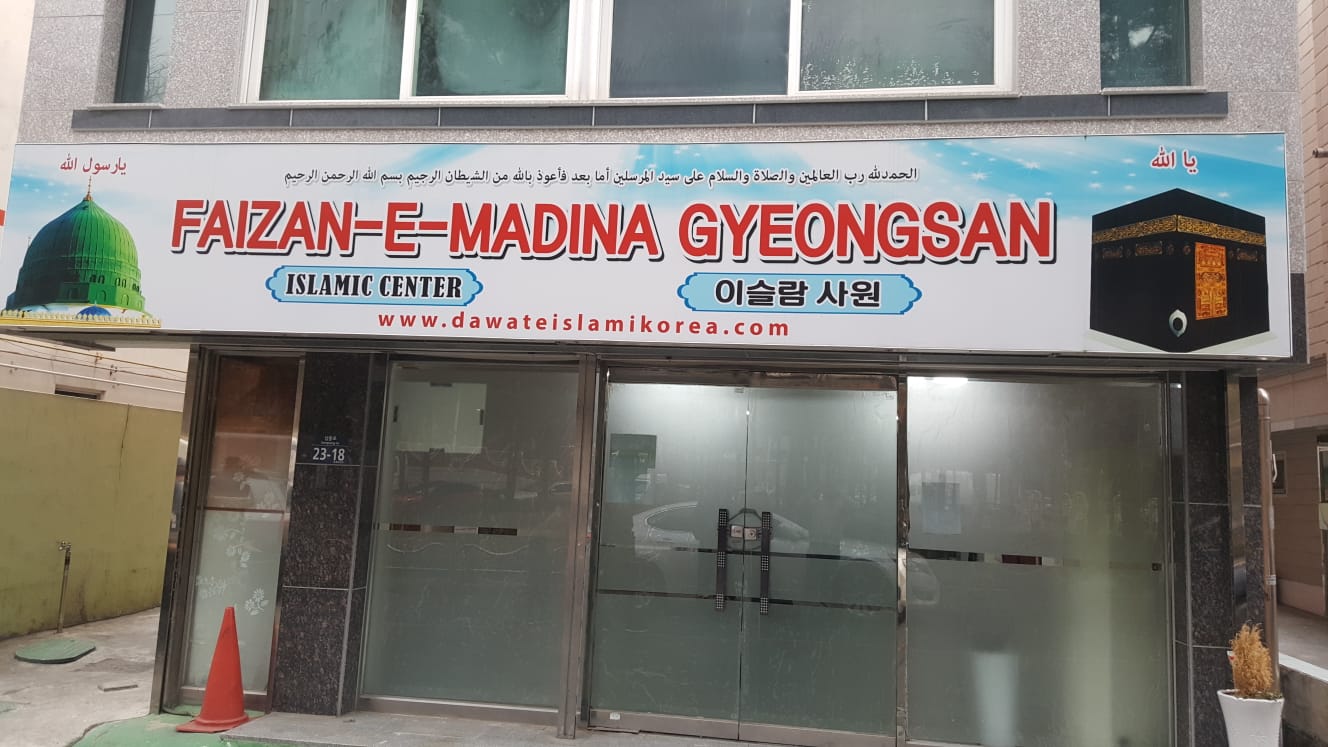 يارسول الله
يا الله
الحمدلله رب العالمين والصلاة والسلام على سيد المرسلين أما بعد فأعوذ بالله من الشيطان الرجيم بسم الله الرحمن الرحيم
FAIZAN-E-MADINA GYEONGSAN
ISLAMIC CENTER
이슬람 사원
www.dawateislamikorea.com
23-18